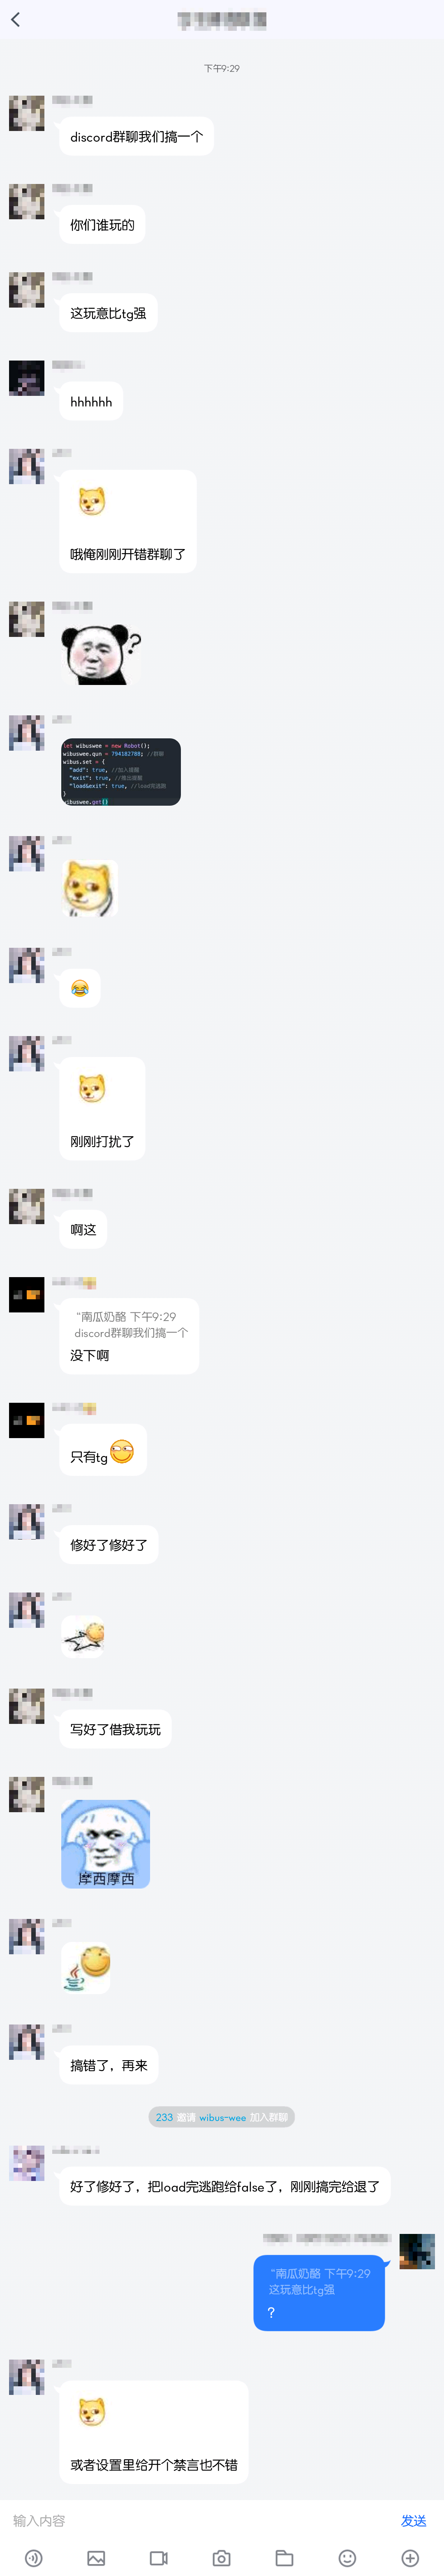 下午9:29
discord群聊我们搞一个
你们谁玩的
这玩意比tg强
hhhhhh
哦俺刚刚开错群聊了
?
let wibuswee = new Robot();
wibuswee.qun = 794182788; //群聊
wibus.set = {
"add": true, //加入提醒
"exit": true, //退出提醒
"load&exit": true, //load完逃跑
}
wibuswee.get()
刚刚打扰了
啊这
“南瓜奶酪 下午9:29
discord群聊我们搞一个
没下啊
只有tg
修好了修好了
写好了借我玩玩
摩西摩西
搞错了，再来
233 邀请 wibus-wee 加入群聊
好了修好了，把load完逃跑给false了，刚刚搞完给退了
“南瓜奶酪 下午9:29
这玩意比tg强
？
或者设置里给开个禁言也不错
输入内容
发送